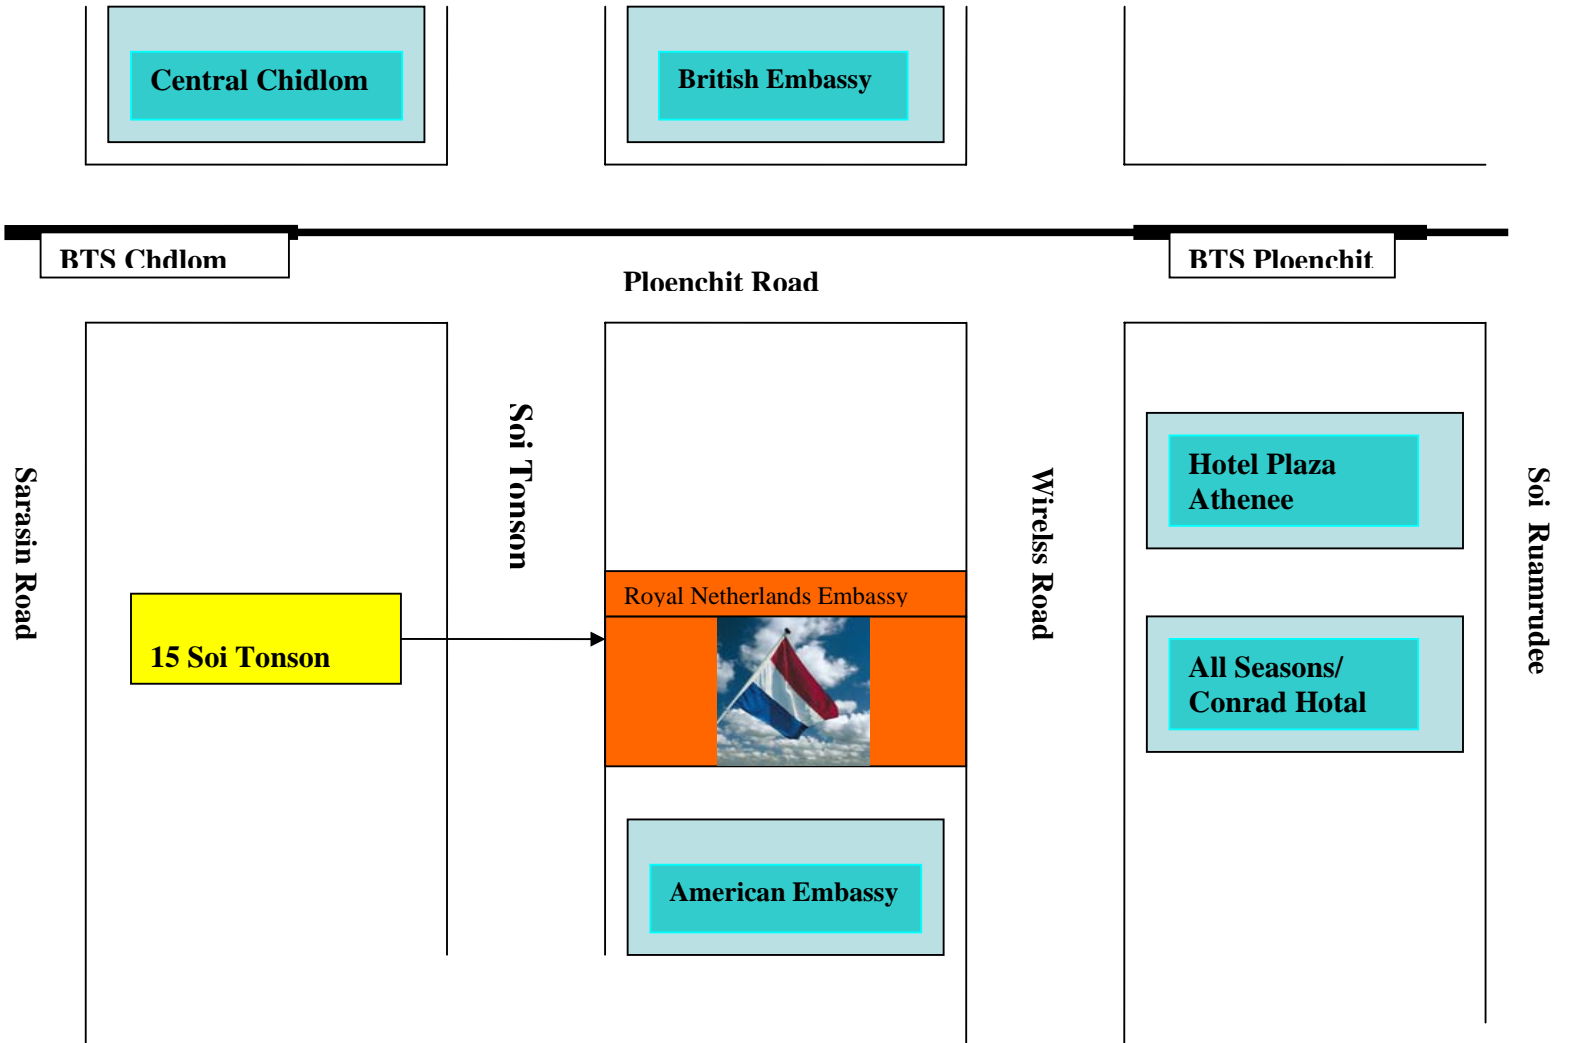 Central Chidlom
British Embassy
BTS Chdlom
BTS Ploenchit
Ploenchit Road
Soi Tonson
Sarasin Road
Wirelss Road
Soi Ruamrudee
Hotel Plaza
Athenee
Royal Netherlands Embassy
15 Soi Tonson
All Seasons/
Conrad Hotal
American Embassy